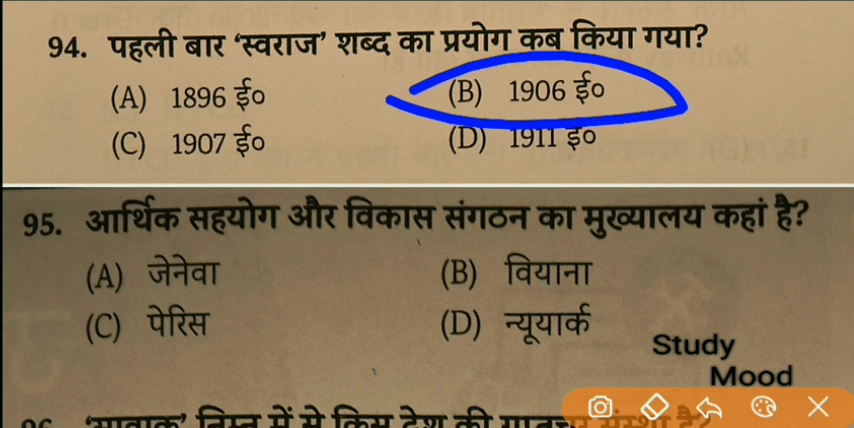 94. पहली बार ‘स्वराज’ शब्द का प्रयोग कब किया गया?
(A) 1896 ई० (B) 1906 ई०
(C) 1907 ई० (D) 1911 ई०
95. आर्थिक सहयोग और विकास संगठन का मुख्यालय कहां है?
(A) जेनेवा (B) वियाना
(C) पेरिस (D) न्यूयार्क
Study
Mood
निम्न में से किस देश की